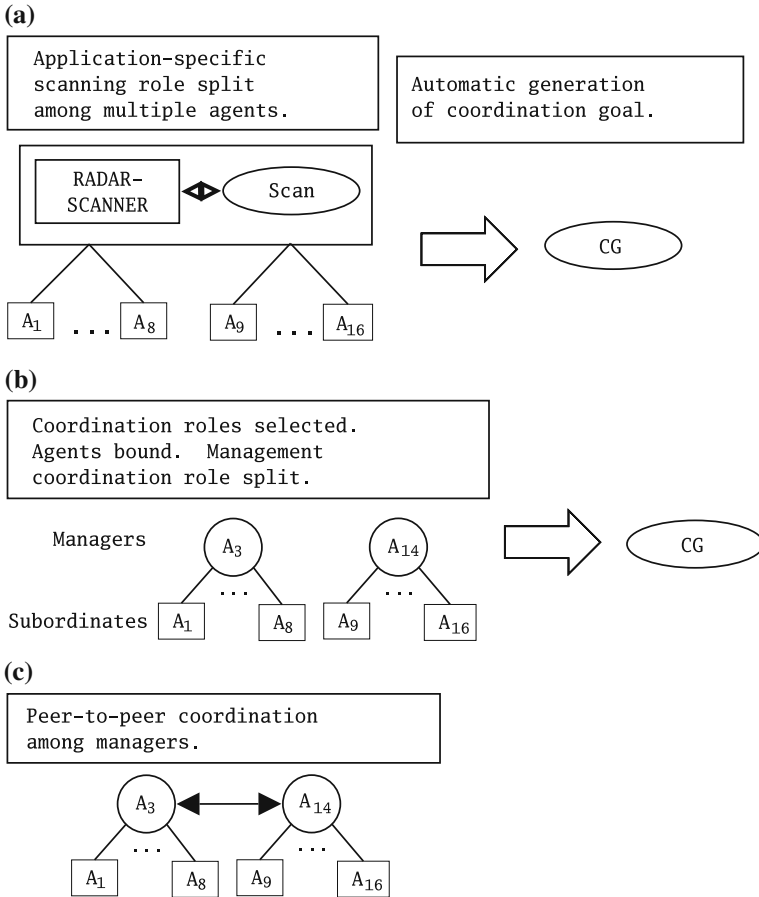 (a)
Application-specific
scanning role split
among multiple agents.
Automatic generation
of coordination goal.
RADAR-
SCANNER
Scan
CG
A1 ... A8 A9 ... A16
(b)
Coordination roles selected.
Agents bound. Management
coordination role split.
Managers A3 A14 CG
... ...
Subordinates A1 A8 A9 A16
(c)
Peer-to-peer coordination
among managers.
A3 A14
... ...
A1 A8 A9 A16